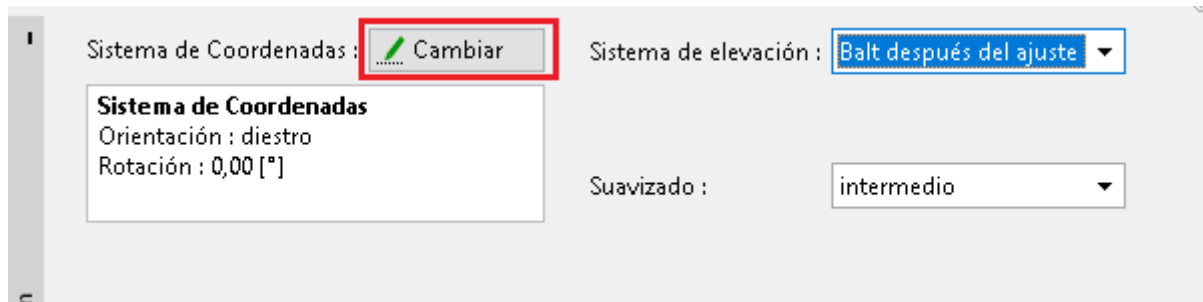 Sistema de Coordenadas : Cambiar
Sistema de elevación : Balt después del ajuste
Sistema de Coordenadas
Orientación : diestro
Rotación : 0,00 [°]
Suavizado : intermedio